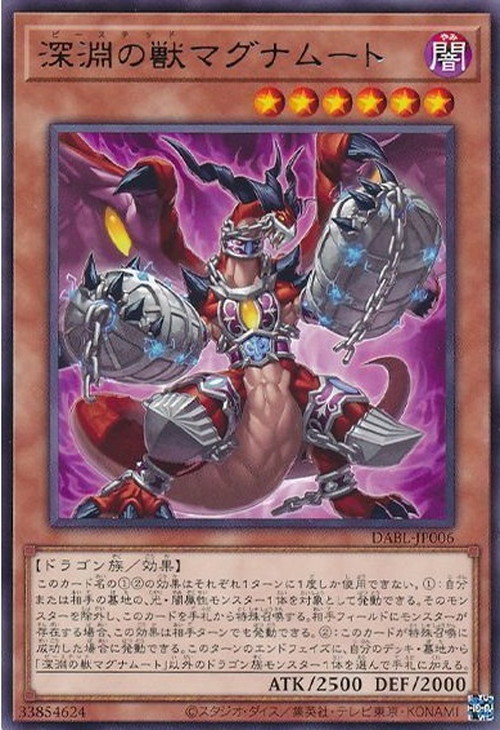 ビーステッド
深淵の獣マグナムート
やみ
闇
DABL-JP006
【ドラゴン族／効果】
このカード名の①②の効果はそれぞれ1ターンに1度しか使用できない。①：自分
または相手の墓地の、光・闇属性モンスター1体を対象として発動できる。そのモン
スターを除外し、このカードを手札から特殊召喚する。相手フィールドにモンスターが
存在する場合、この効果は相手ターンでも発動できる。②：このカードが特殊召喚に
成功した場合に発動できる。このターンのエンドフェイズに、自分のデッキ・墓地から
「深淵の獣マグナムート」以外のドラゴン族モンスター1体を選んで手札に加える。
ATK/2500 DEF/2000
33854624
©スタジオ・ダイス／集英社・テレビ東京・KONAMI